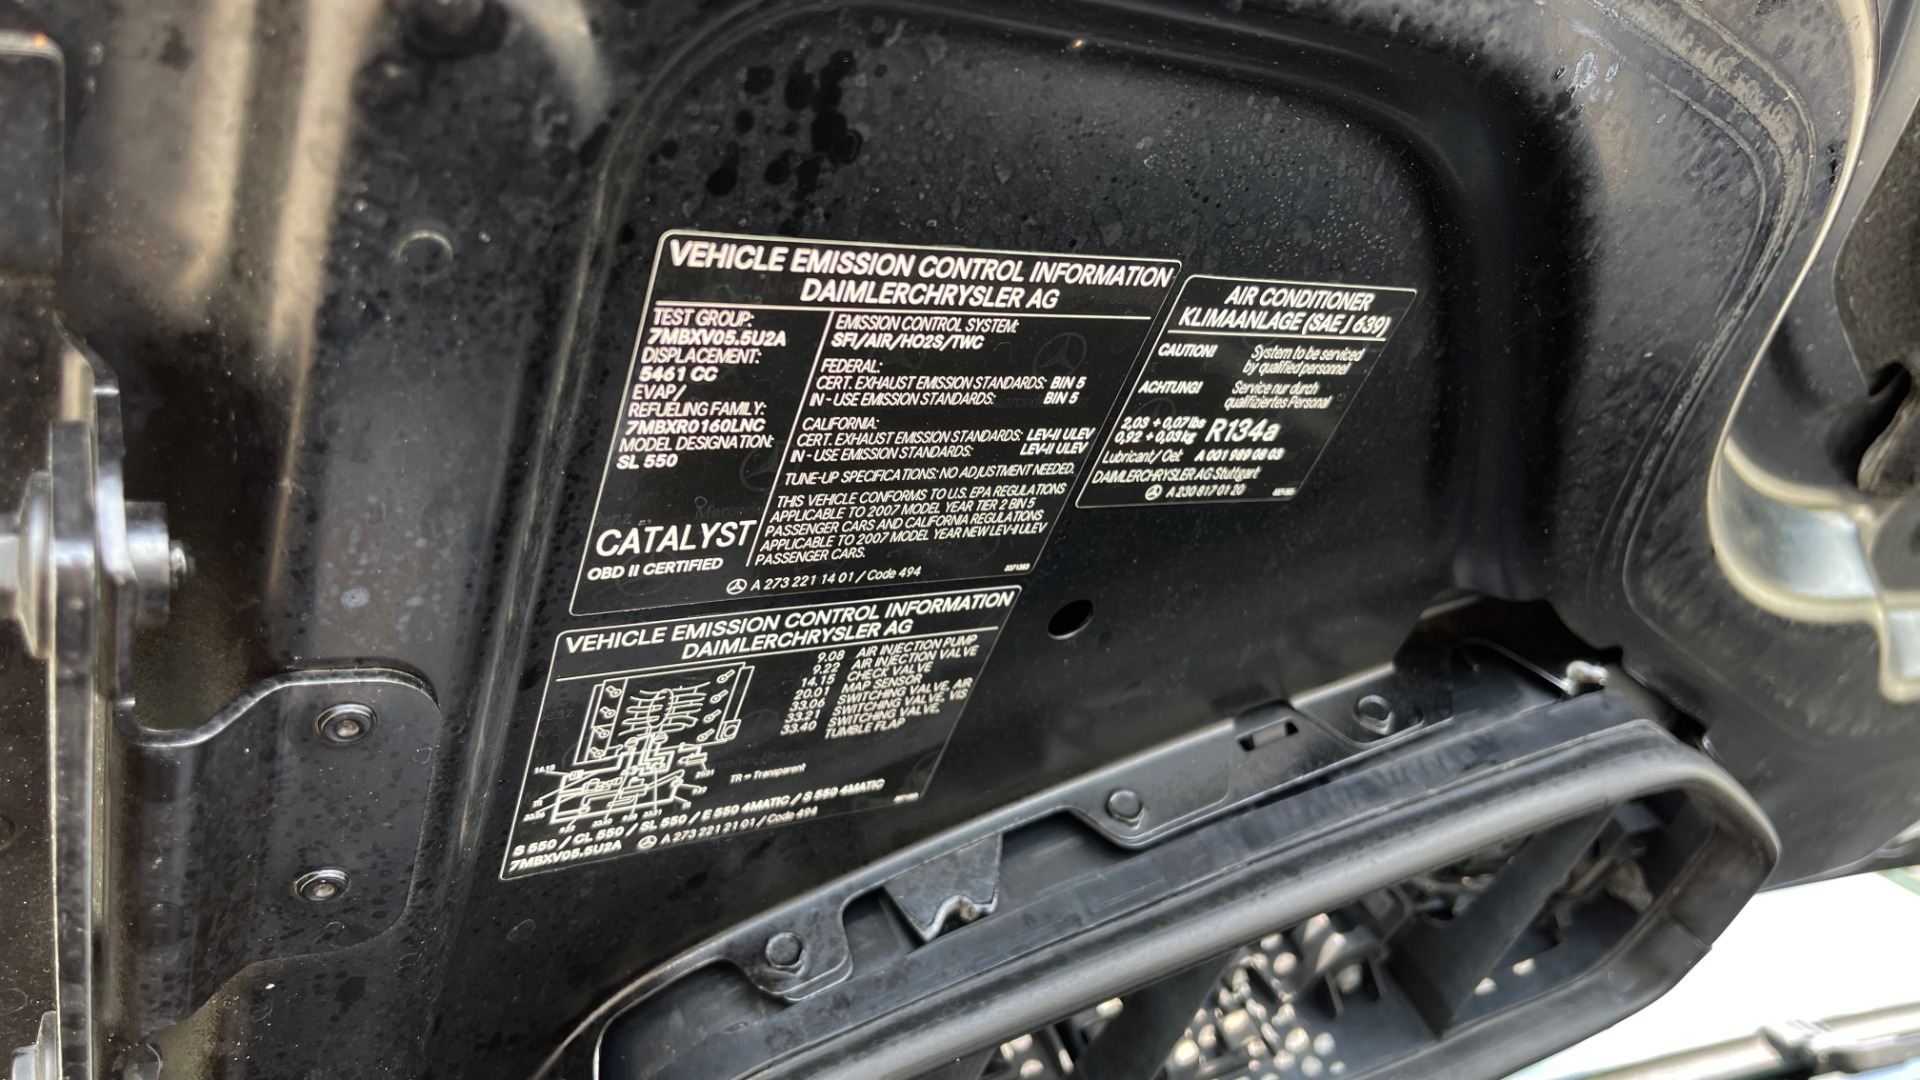 VEHICLE EMISSION CONTROL INFORMATION
DAIMLERCHRYSLER AG
TEST GROUP:
7MBXV05.5U2A
DISPLACEMENT:
5461 CC
EVAP/
REFUELING FAMILY:
7MBXR0160LNC
MODEL DESIGNATION:
SL 550
CATALYST
OBD II CERTIFIED
EMISSION CONTROL SYSTEM:
SFI/AIR/HO2S/TWC
FEDERAL:
CERT. EXHAUST EMISSION STANDARDS: BIN 5
IN - USE EMISSION STANDARDS: BIN 5
CALIFORNIA:
CERT. EXHAUST EMISSION STANDARDS: LEV-II ULEV
IN - USE EMISSION STANDARDS: LEV-II ULEV
TUNE-UP SPECIFICATIONS: NO ADJUSTMENT NEEDED.
THIS VEHICLE CONFORMS TO U.S. EPA REGULATIONS
APPLICABLE TO 2007 MODEL YEAR TIER 2 BIN 5
PASSENGER CARS AND CALIFORNIA REGULATIONS
APPLICABLE TO 2007 MODEL YEAR NEW LEV-II ULEV
PASSENGER CARS.
A 273 221 14 01 / Code 494
AIR CONDITIONER
KLIMAANLAGE (SAE J 639)
CAUTION! System to be serviced
by qualified personnel
ACHTUNG! Service nur durch
qualifiziertes Personal
2,03 + 0,07 lbs
0,92 + 0,03 kg R134a
Lubricant/ Oel: A 001 989 08 03
DAIMLERCHRYSLER AG Stuttgart
A 230 817 01 20
VEHICLE EMISSION CONTROL INFORMATION
DAIMLERCHRYSLER AG
9.08 AIR INJECTION PUMP
9.22 AIR INJECTION VALVE
14.15 CHECK VALVE
20.01 MAP SENSOR
33.06 SWITCHING VALVE, AIR
33.21 SWITCHING VALVE, VIS
33.40 SWITCHING VALVE,
TUMBLE FLAP
14.15
20.01
TR = Transparent
S 550 / CL 550 / SL 550 / E 550 4MATIC / S 550 4MATIC
7MBXV05.5U2A A 273 221 21 01 / Code 494